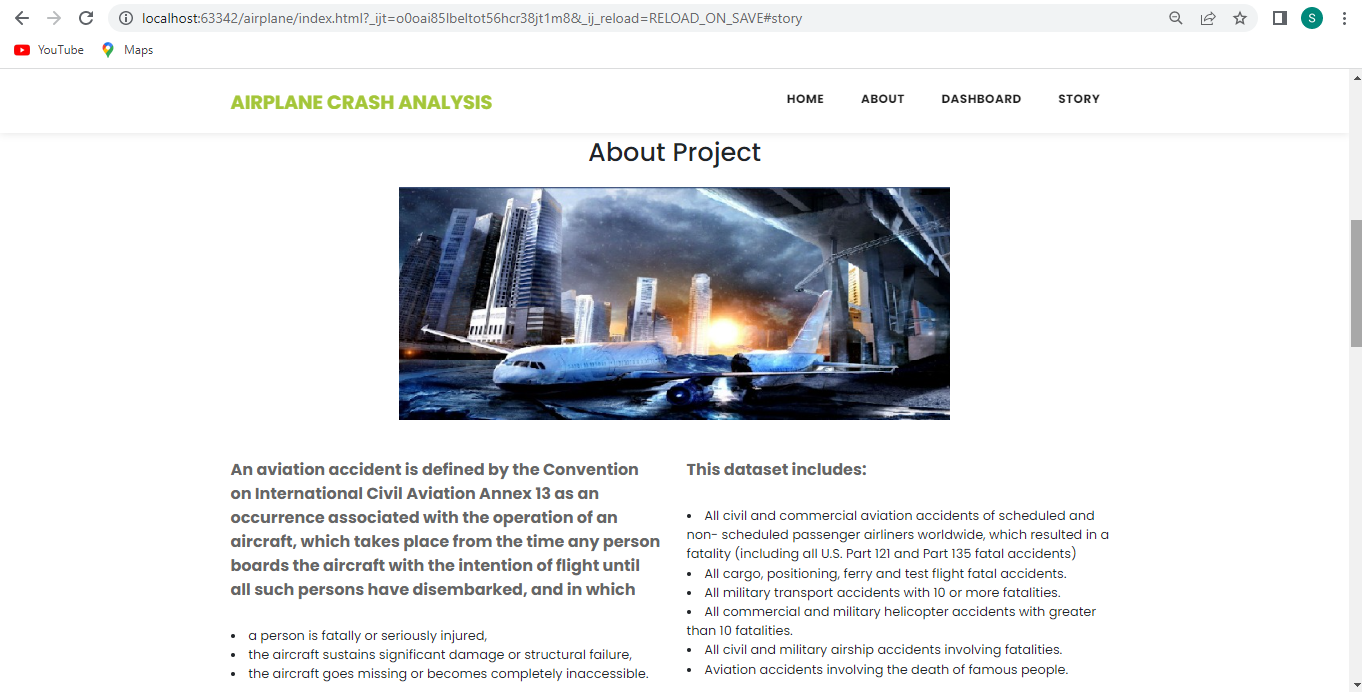 localhost:63342/airplane/index.html?_ijt=o0oai85lbeltot56hcr38jt1m8&_ij_reload=RELOAD_ON_SAVE#story
S
YouTube
Maps
AIRPLANE CRASH ANALYSIS
HOME
ABOUT
DASHBOARD
STORY
About Project
An aviation accident is defined by the Convention
on International Civil Aviation Annex 13 as an
occurrence associated with the operation of an
aircraft, which takes place from the time any person
boards the aircraft with the intention of flight until
all such persons have disembarked, and in which
• a person is fatally or seriously injured,
• the aircraft sustains significant damage or structural failure,
• the aircraft goes missing or becomes completely inaccessible.
This dataset includes:
• All civil and commercial aviation accidents of scheduled and
non- scheduled passenger airliners worldwide, which resulted in a
fatality (including all U.S. Part 121 and Part 135 fatal accidents)
• All cargo, positioning, ferry and test flight fatal accidents.
• All military transport accidents with 10 or more fatalities.
• All commercial and military helicopter accidents with greater
than 10 fatalities.
• All civil and military airship accidents involving fatalities.
• Aviation accidents involving the death of famous people.